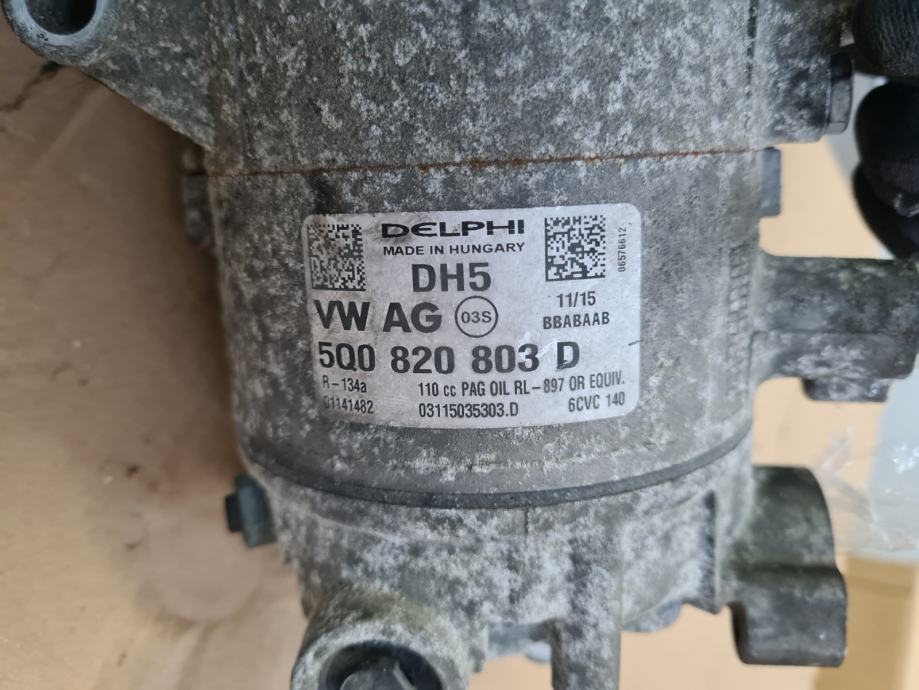 DELPHI
MADE IN HUNGARY
DH5
06576612
VW AG 03S
11/15
BBABAAB
5Q0 820 803 D
R-134a 110 cc PAG OIL RL-897 OR EQUIV.
01141482 03115035303.D 6CVC 140